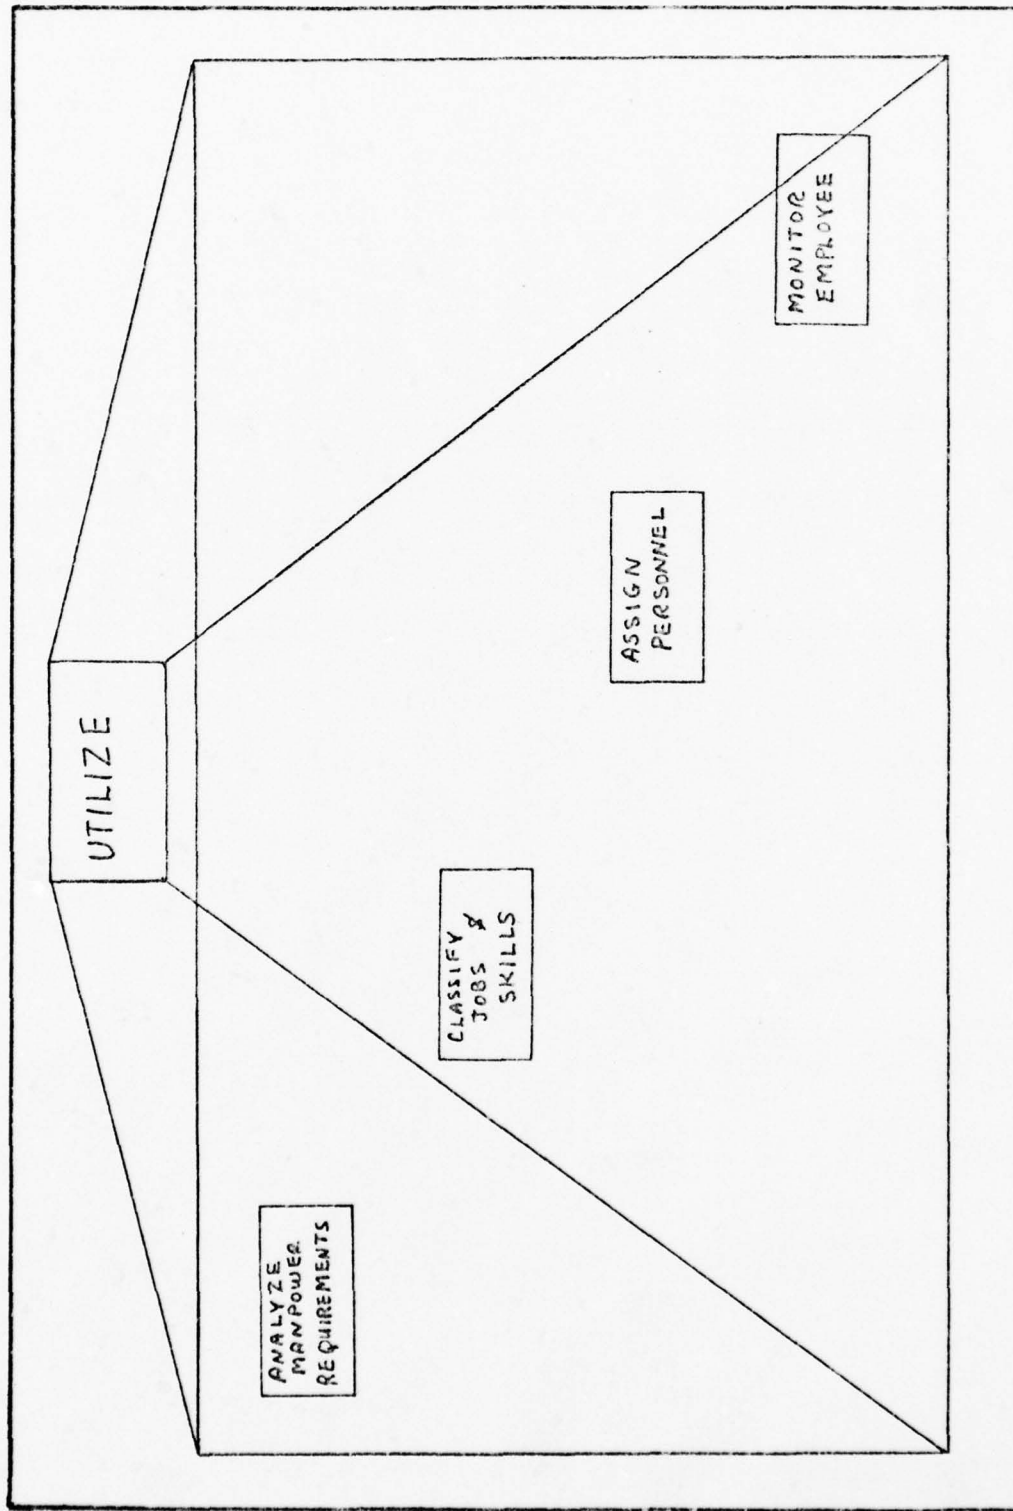 UTILIZE
ANALYZE
MANPOWER
REQUIREMENTS
CLASSIFY
JOBS &
SKILLS
ASSIGN
PERSONNEL
MONITOR
EMPLOYEE